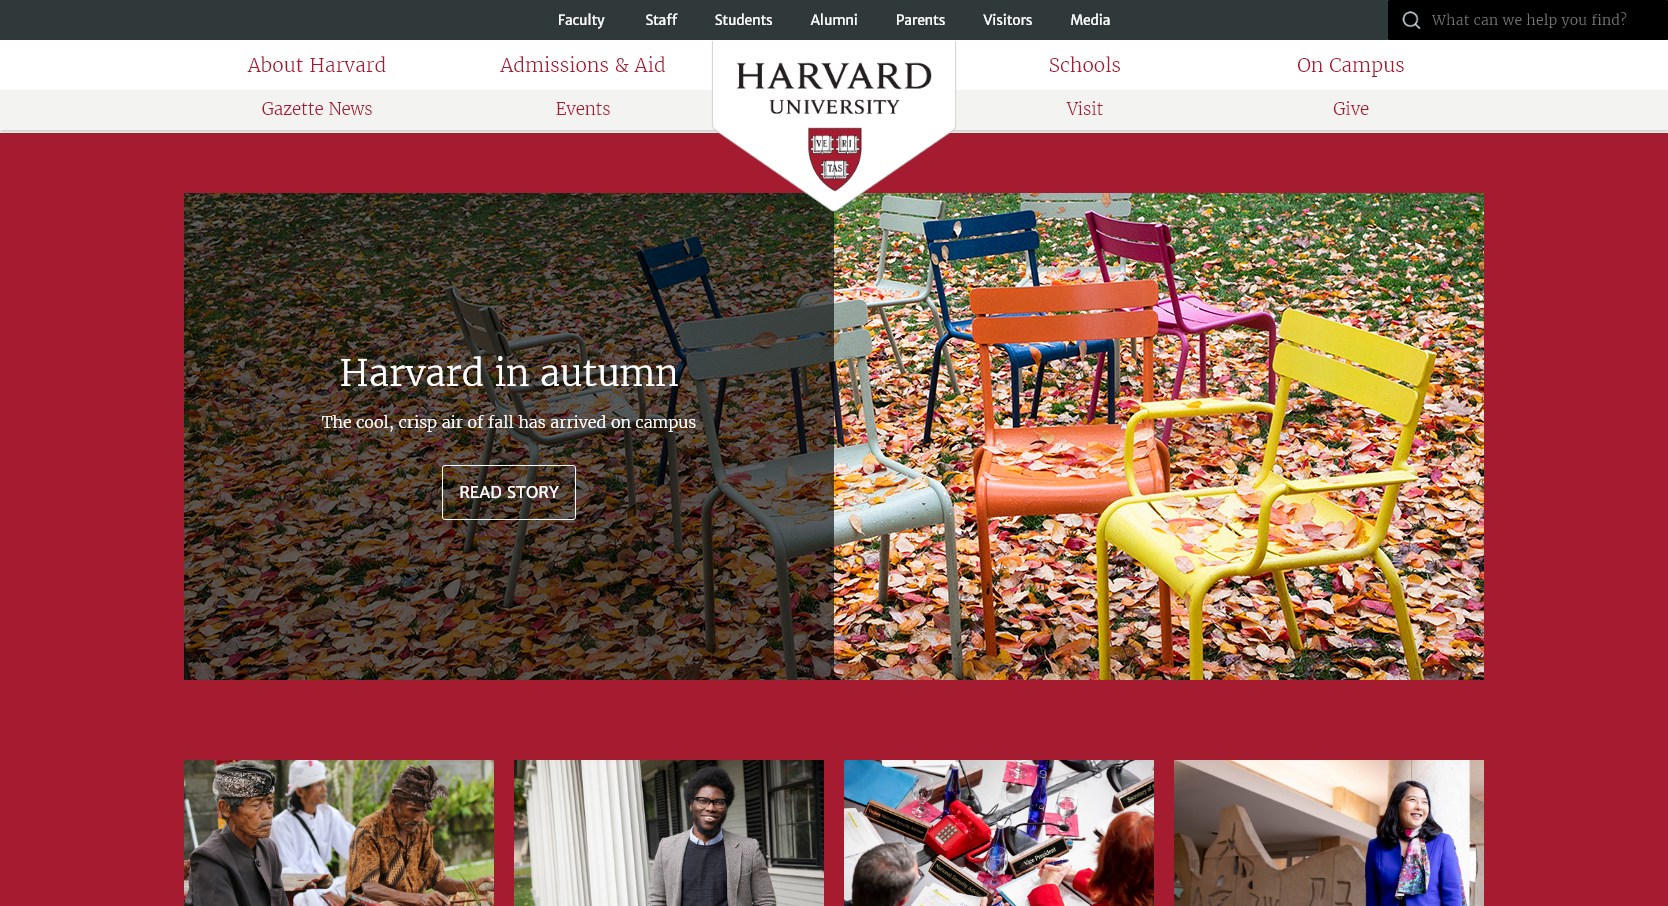 Faculty Staff Students Alumni Parents Visitors Media
What can we help you find?
About Harvard Admissions & Aid Schools On Campus
HARVARD
UNIVERSITY
Gazette News Events Visit Give
VE RI
TAS
Harvard in autumn
The cool, crisp air of fall has arrived on campus
READ STORY
Vice President